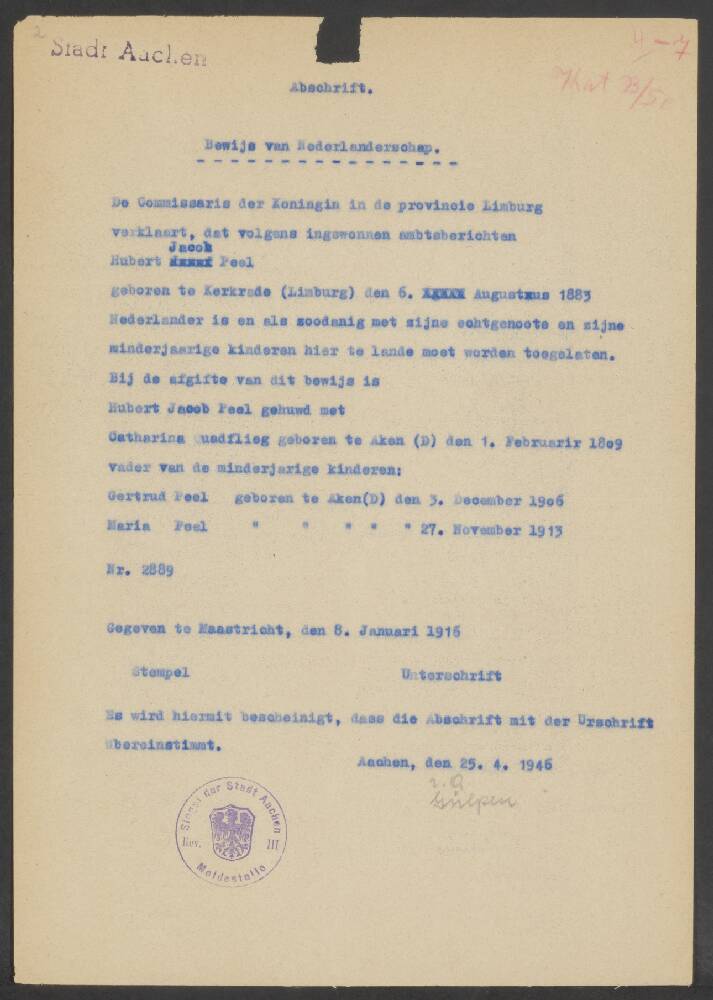 2
Stadt Aachen
4-7
Abschrift.
Bewijs van Nederlanderschap.
De Commissaris der Koningin in de provincie Limburg
verklaart, dat volgens ingewonnen ambtsberichten
Jacob
Hubert Peel
geboren te Kerkrade (Limburg) den 6. Augustxus 1883
Nederlander is en als zoodanig met zijne echtgenoote en zijne
minderjaarige kinderen hier te lande moet worden toegelaten.
Bij de afgifte van dit bewijs is
Hubert Jacob Peel gehuwd met
Catharina Quadflieg geboren te Aken (D) den 1. Februarir 18o9
vader van de minderjarige kinderen:
Gertrud Peel geboren te Aken(D) den 3. December 19o6
Maria Peel " " " " " 27. November 1913
Nr. 2889
Gegeven te Maastricht, den 8. Januari 1916
Stempel Unterschrift
Es wird hiermit bescheinigt, dass die Abschrift mit der Urschrift
übereinstimmt.
Aachen, den 25. 4. 1946
Gülpen
Siegel der Stadt Aachen
Rev. III
Meldestelle